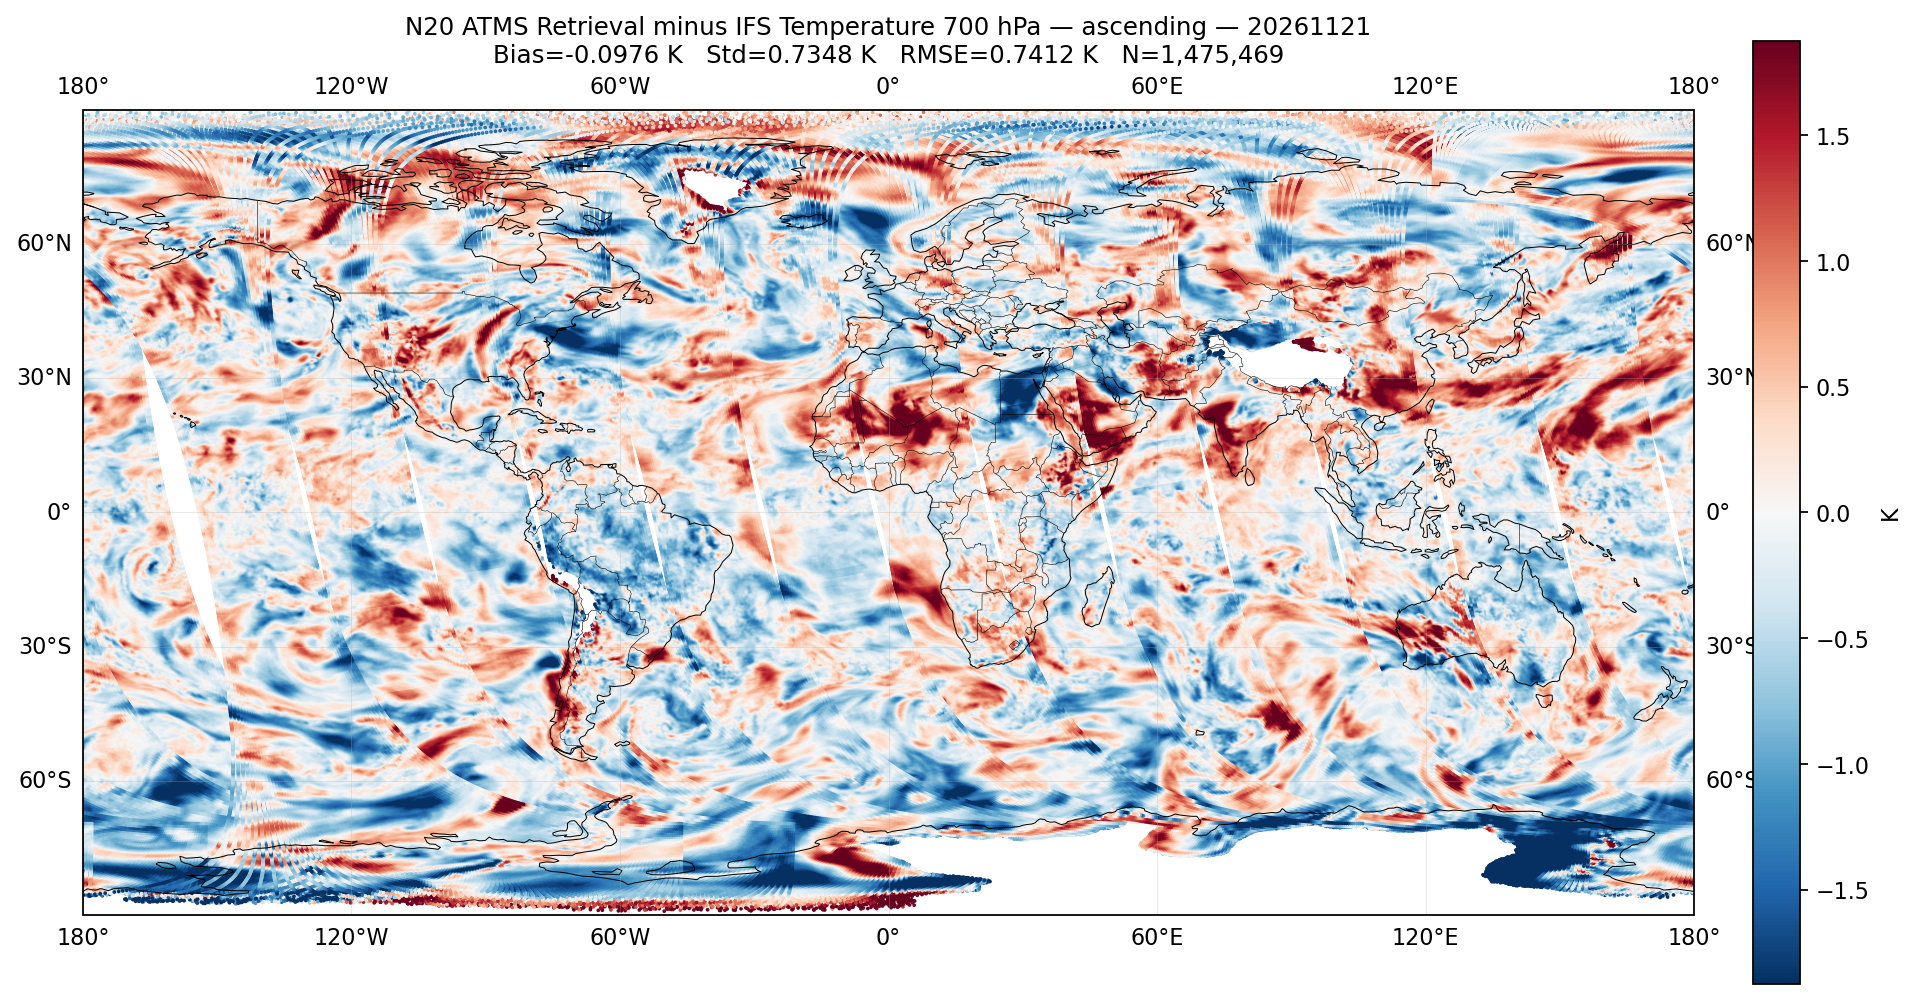 N20 ATMS Retrieval minus IFS Temperature 700 hPa — ascending — 20261121
Bias=-0.0976 K   Std=0.7348 K   RMSE=0.7412 K   N=1,475,469
180° 120°W 60°W 0° 60°E 120°E 180°
60°N 60°N
30°N 30°N
0° 0°
30°S 30°S
60°S 60°S
180° 120°W 60°W 0° 60°E 120°E 180°
1.5
1.0
0.5
0.0
−0.5
−1.0
−1.5
K